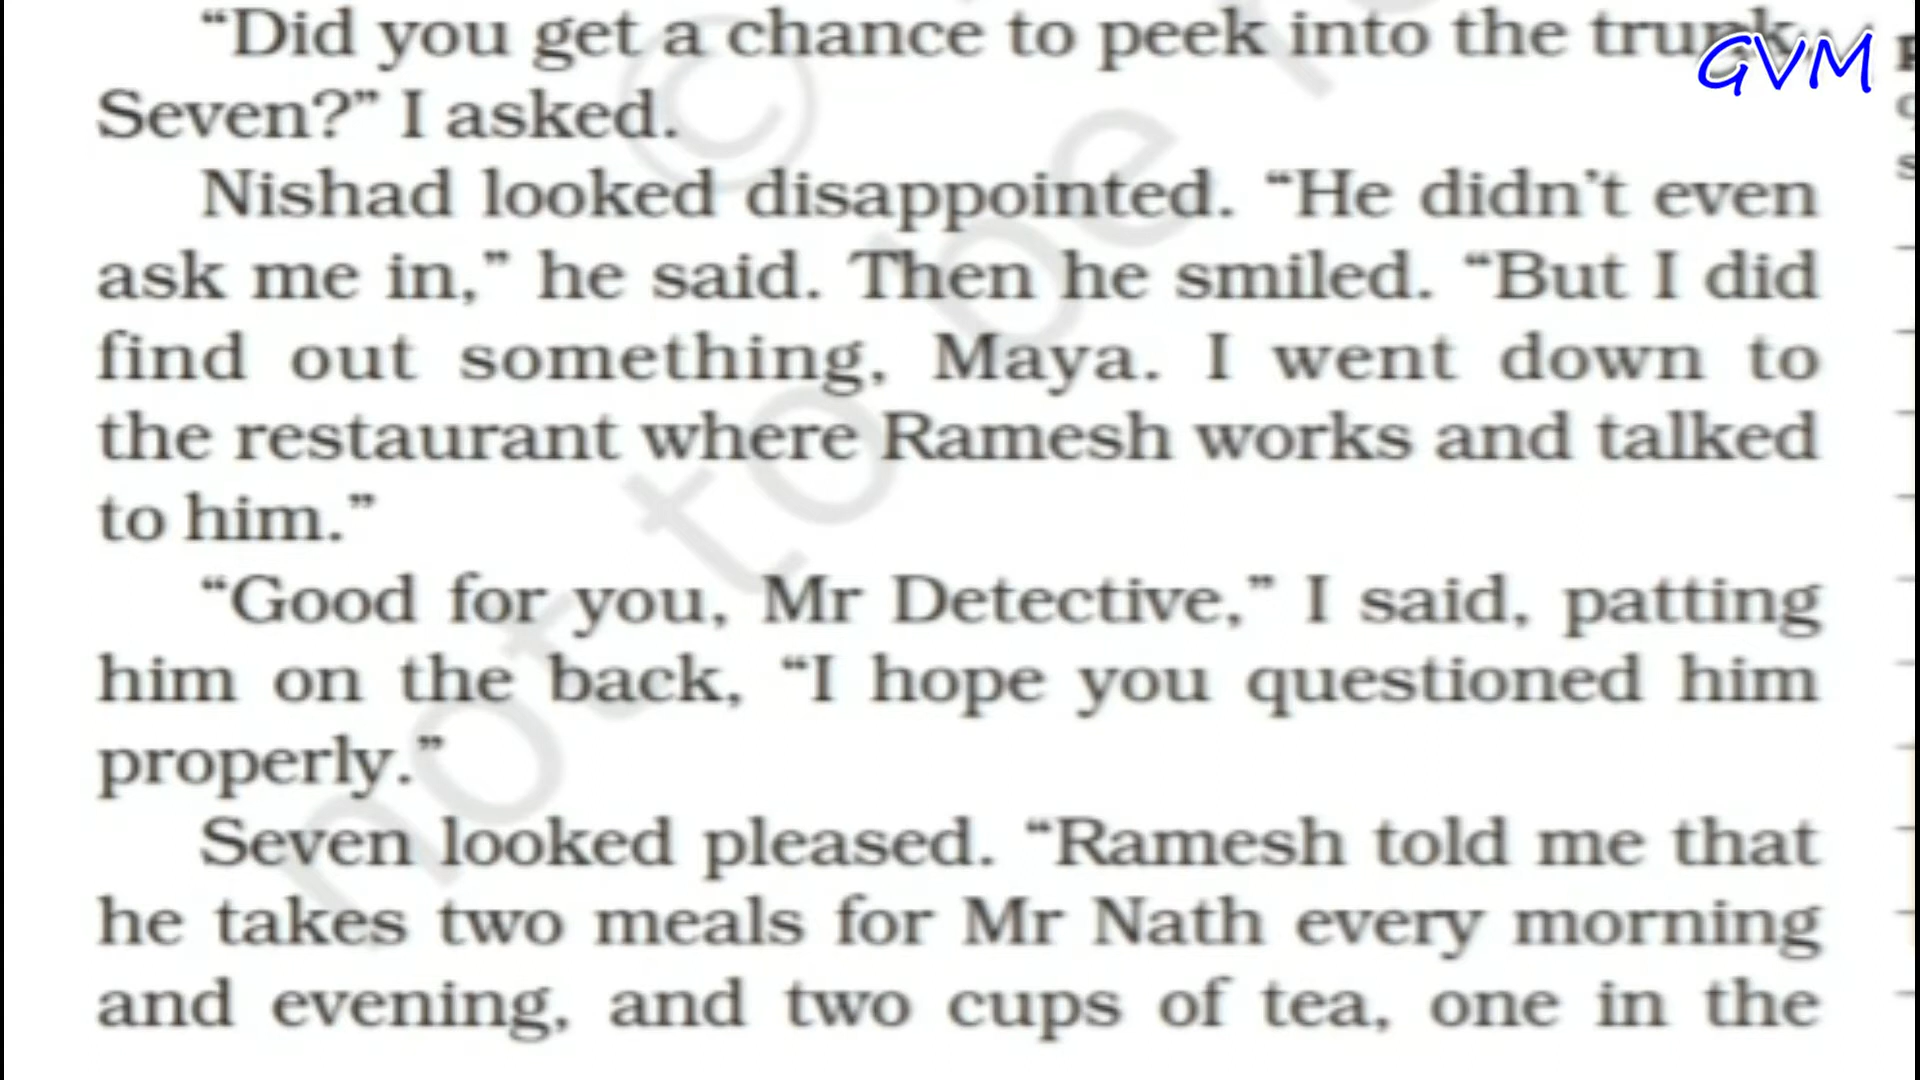 “Did you get a chance to peek into the trunk,
Seven?” I asked.
Nishad looked disappointed. “He didn’t even
ask me in,” he said. Then he smiled. “But I did
find out something, Maya. I went down to
the restaurant where Ramesh works and talked
to him.”
“Good for you, Mr Detective,” I said, patting
him on the back, “I hope you questioned him
properly.”
Seven looked pleased. “Ramesh told me that
he takes two meals for Mr Nath every morning
and evening, and two cups of tea, one in the
GVM
© not to be